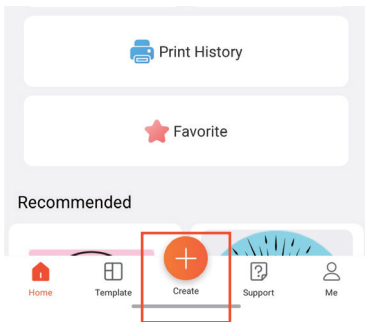 Print History
Favorite
Recommended
Home Template Create Support Me